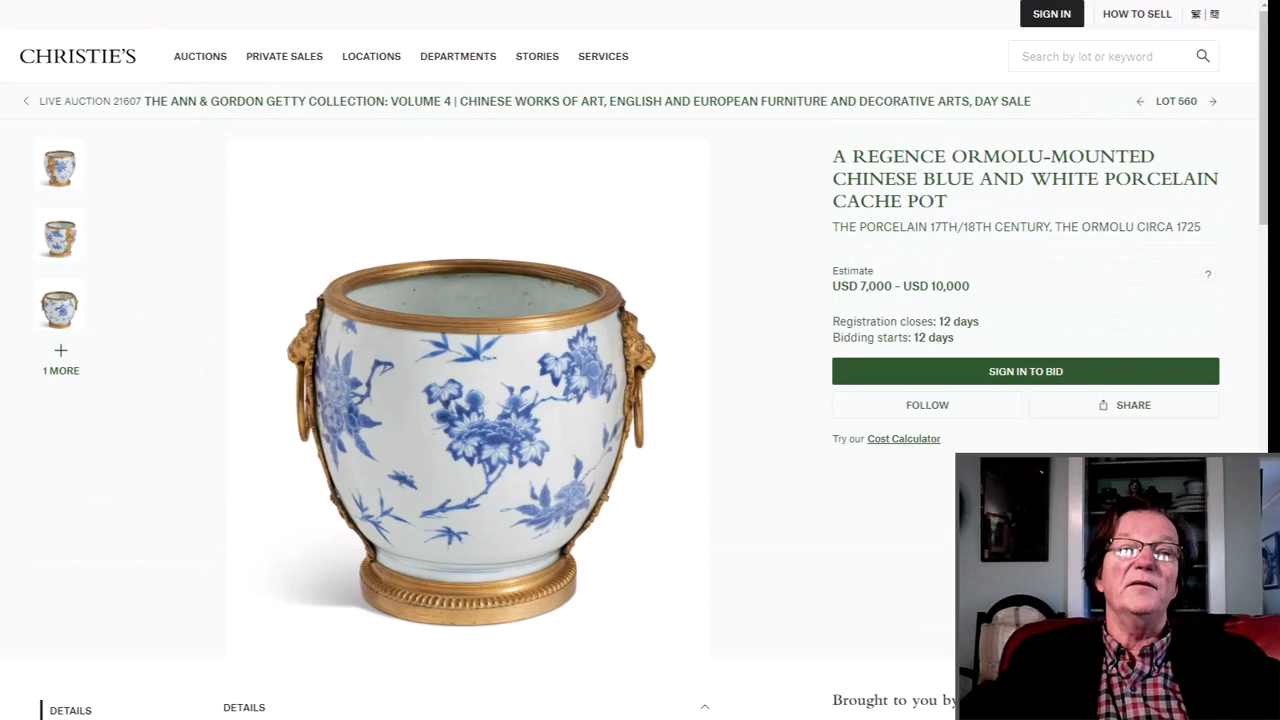 SIGN IN
HOW TO SELL
繁 | 簡
CHRISTIE'S
AUCTIONS
PRIVATE SALES
LOCATIONS
DEPARTMENTS
STORIES
SERVICES
Search by lot or keyword
LIVE AUCTION 21607 THE ANN & GORDON GETTY COLLECTION: VOLUME 4 | CHINESE WORKS OF ART, ENGLISH AND EUROPEAN FURNITURE AND DECORATIVE ARTS, DAY SALE
LOT 560
1 MORE
A REGENCE ORMOLU-MOUNTED
CHINESE BLUE AND WHITE PORCELAIN
CACHE POT
THE PORCELAIN 17TH/18TH CENTURY, THE ORMOLU CIRCA 1725
Estimate
?
USD 7,000 – USD 10,000
Registration closes: 12 days
Bidding starts: 12 days
SIGN IN TO BID
FOLLOW
SHARE
Try our Cost Calculator
DETAILS
DETAILS
Brought to you by